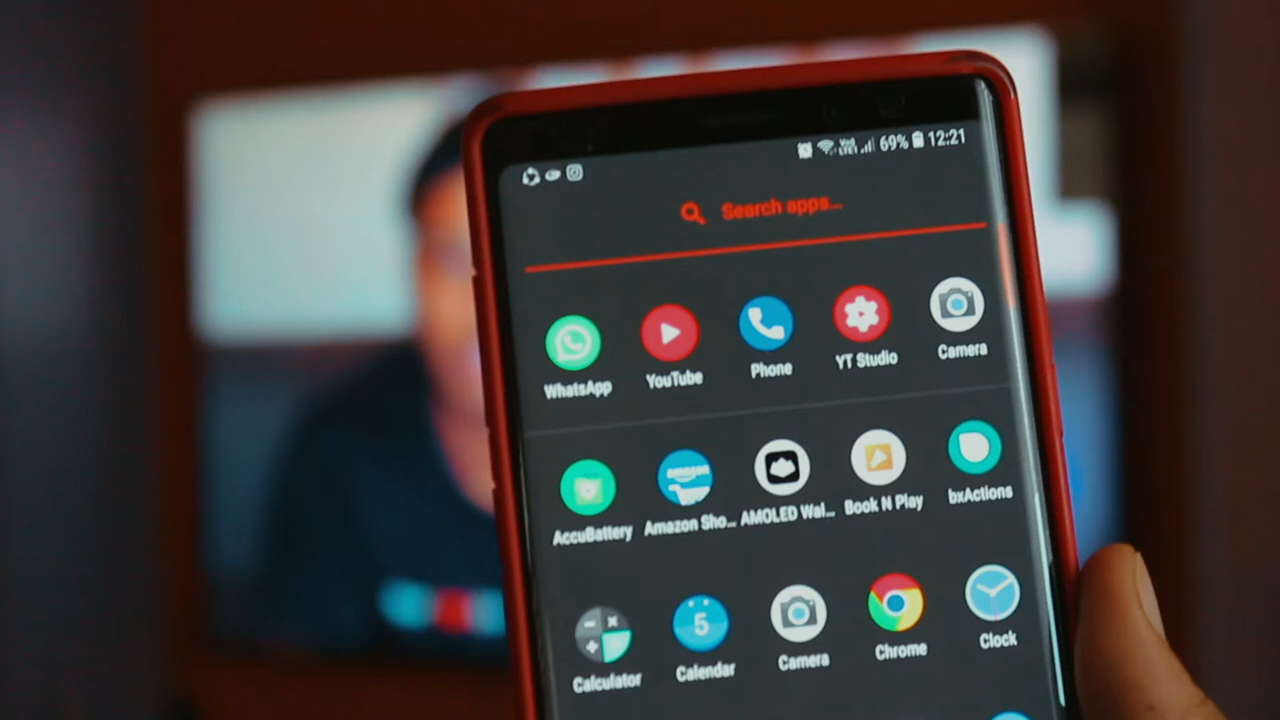 69% 12:21
Search apps...
WhatsApp YouTube Phone YT Studio Camera
amazon
AccuBattery Amazon Sho... AMOLED Wal... Book N Play bxActions
5
Calculator Calendar Camera Chrome Clock